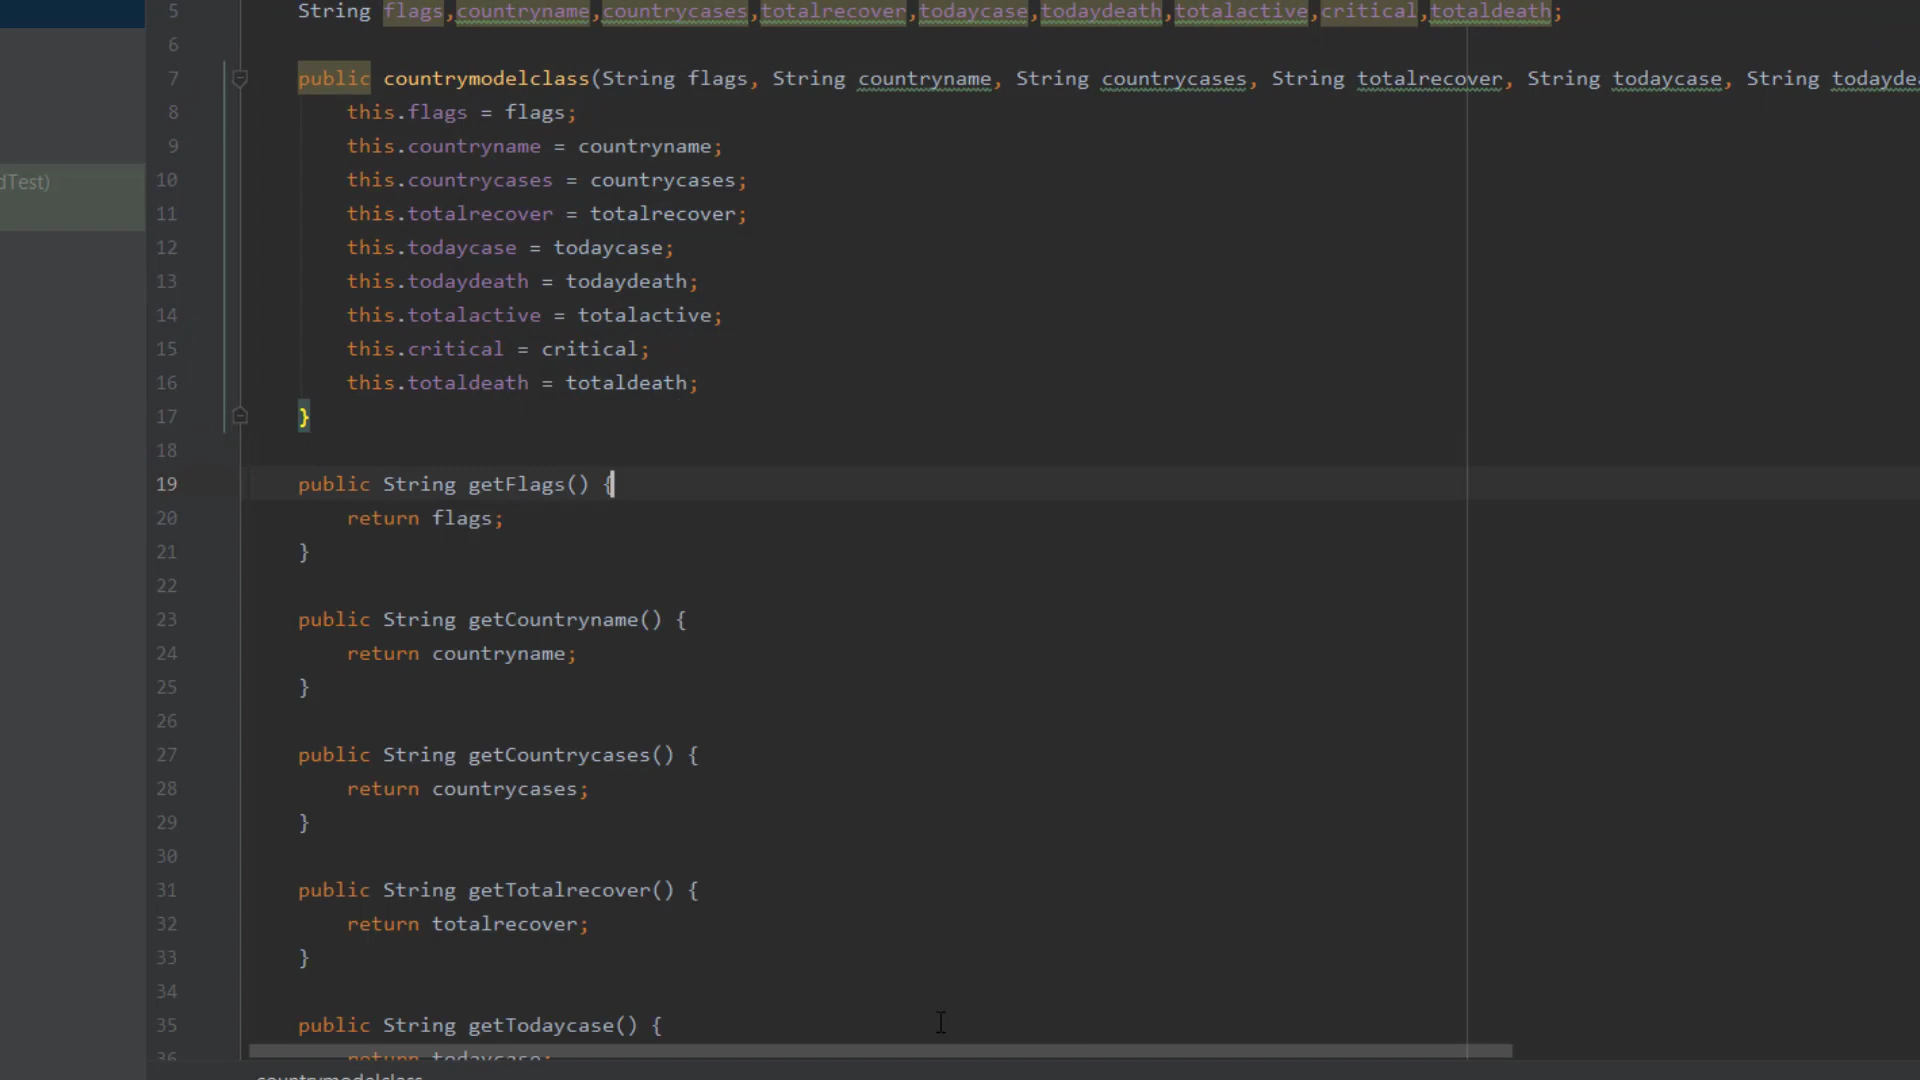 5 String flags,countryname,countrycases,totalrecover,todaycase,todaydeath,totalactive,critical,totaldeath;
6
7 public countrymodelclass(String flags, String countryname, String countrycases, String totalrecover, String todaycase, String todaydea
8 this.flags = flags;
9 this.countryname = countryname;
dTest) 10 this.countrycases = countrycases;
11 this.totalrecover = totalrecover;
12 this.todaycase = todaycase;
13 this.todaydeath = todaydeath;
14 this.totalactive = totalactive;
15 this.critical = critical;
16 this.totaldeath = totaldeath;
17 }
18
19 public String getFlags() {
20 return flags;
21 }
22
23 public String getCountryname() {
24 return countryname;
25 }
26
27 public String getCountrycases() {
28 return countrycases;
29 }
30
31 public String getTotalrecover() {
32 return totalrecover;
33 }
34
35 public String getTodaycase() {
36 return todaycase;
countrymodelclass